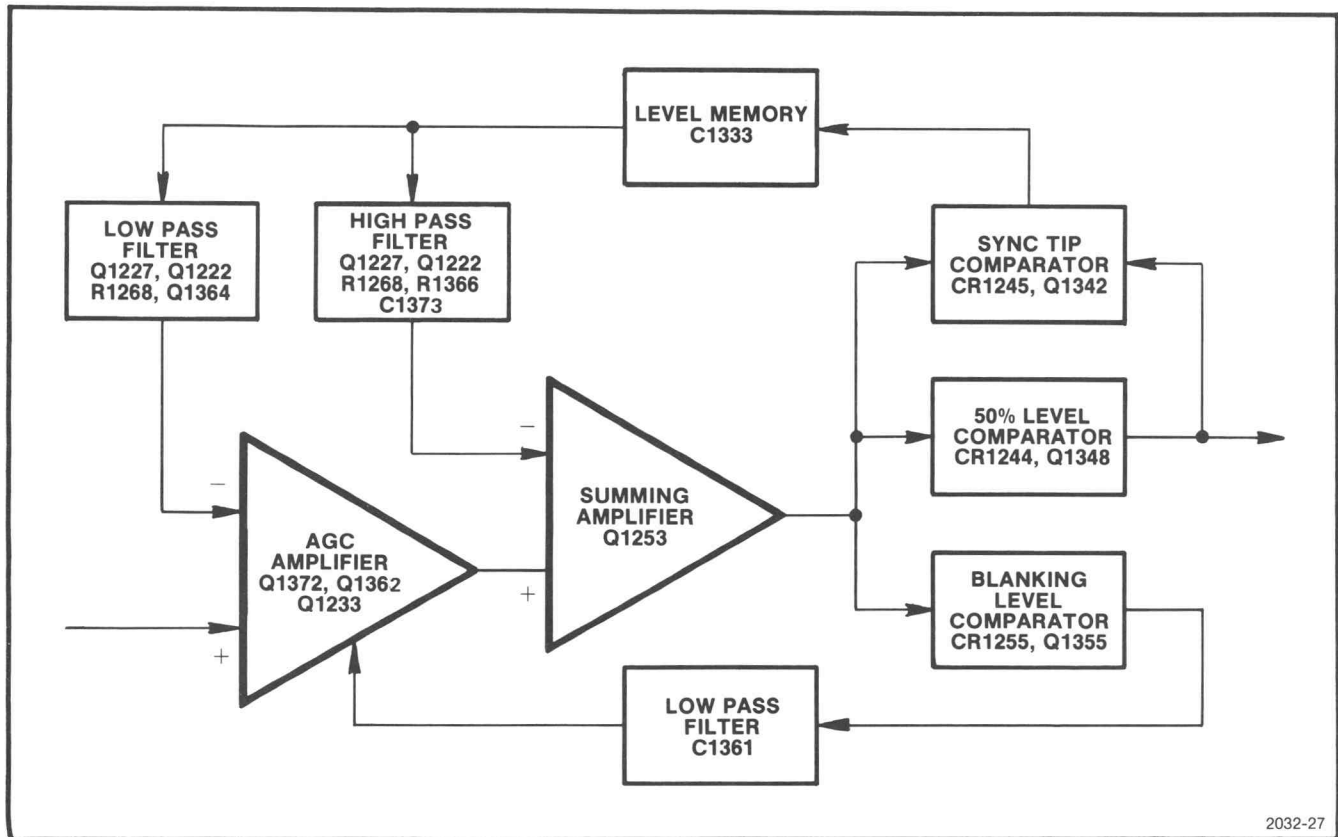 LEVEL MEMORY
C1333
LOW PASS
FILTER
Q1227, Q1222
R1268, Q1364
HIGH PASS
FILTER
Q1227, Q1222
R1268, R1366
C1373
SYNC TIP
COMPARATOR
CR1245, Q1342
50% LEVEL
COMPARATOR
CR1244, Q1348
−
+
SUMMING
AMPLIFIER
Q1253
−
+
AGC
AMPLIFIER
Q1372, Q1362
Q1233
BLANKING
LEVEL
COMPARATOR
CR1255, Q1355
LOW PASS
FILTER
C1361
2032-27